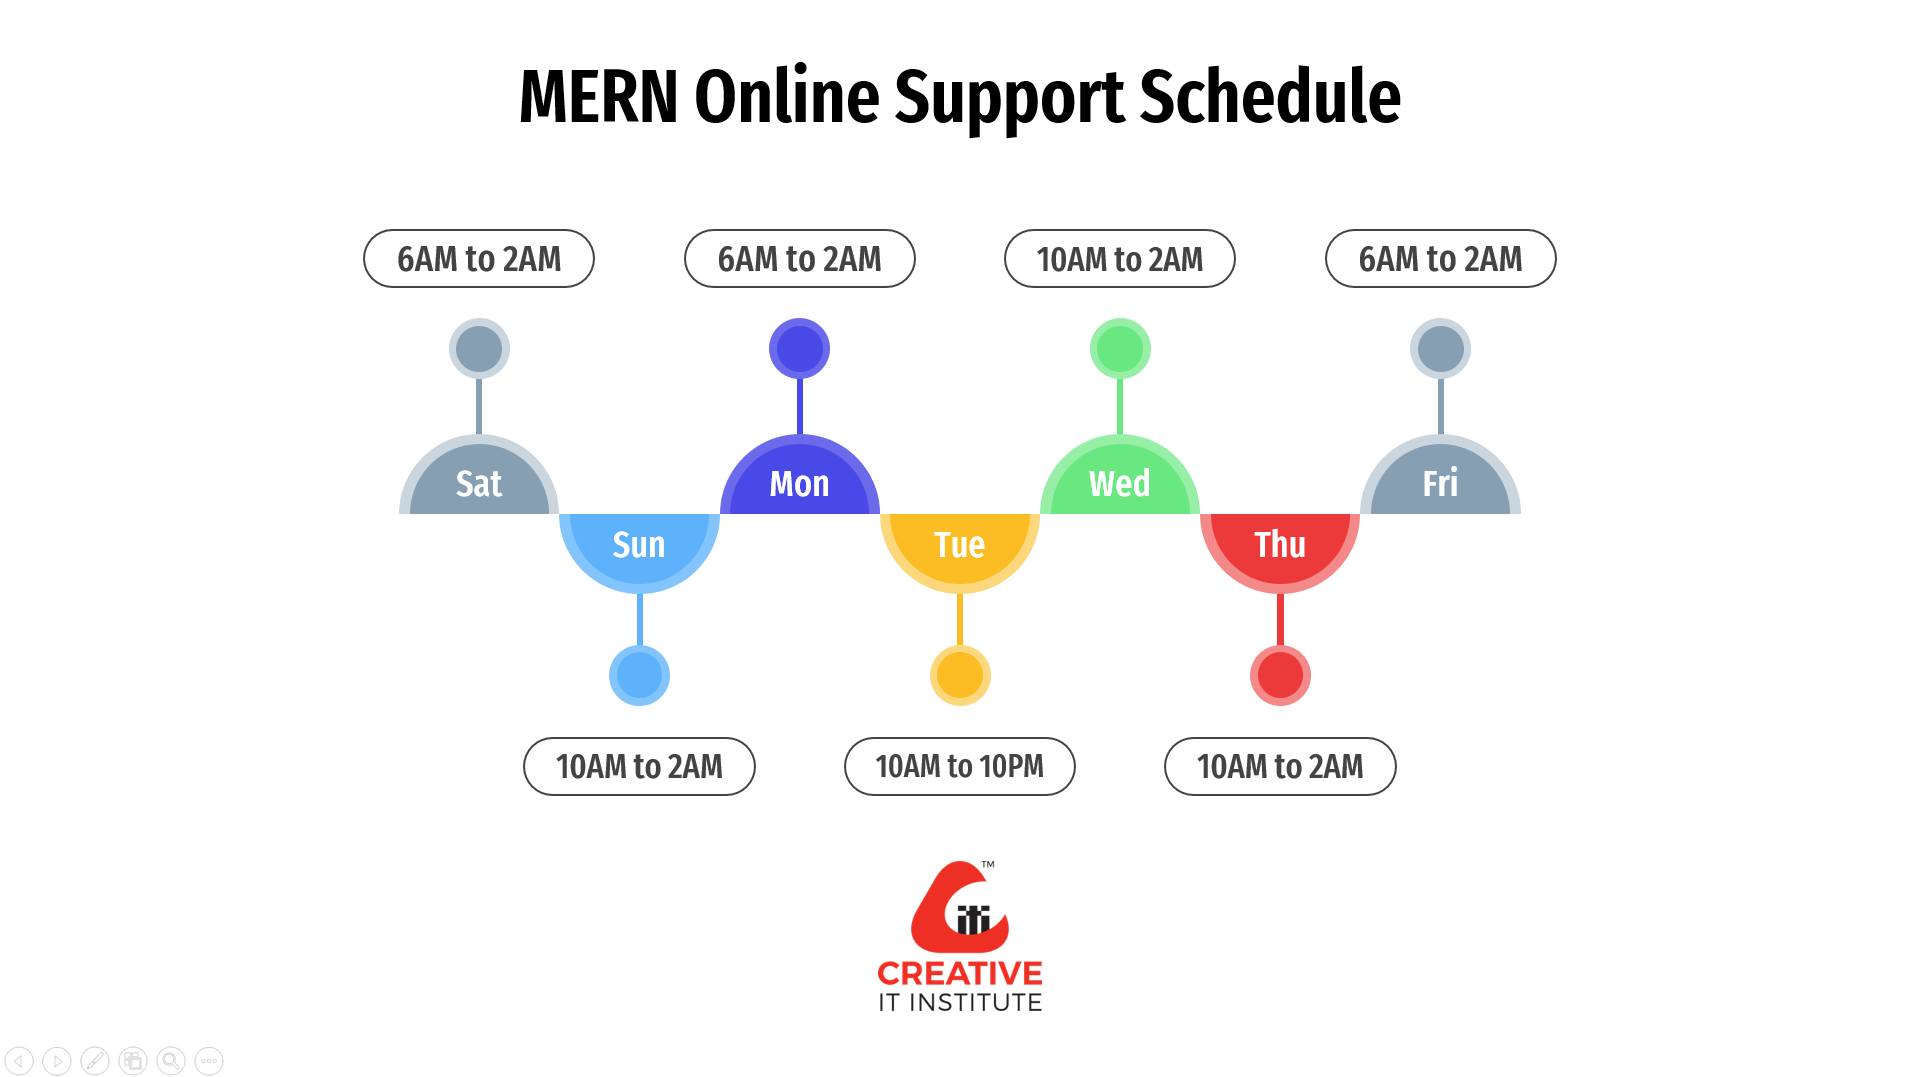 MERN Online Support Schedule
6AM to 2AM
6AM to 2AM
10AM to 2AM
6AM to 2AM
Sat
Mon
Wed
Fri
Sun
Tue
Thu
10AM to 2AM
10AM to 10PM
10AM to 2AM
TM
iti
CREATIVE
IT INSTITUTE